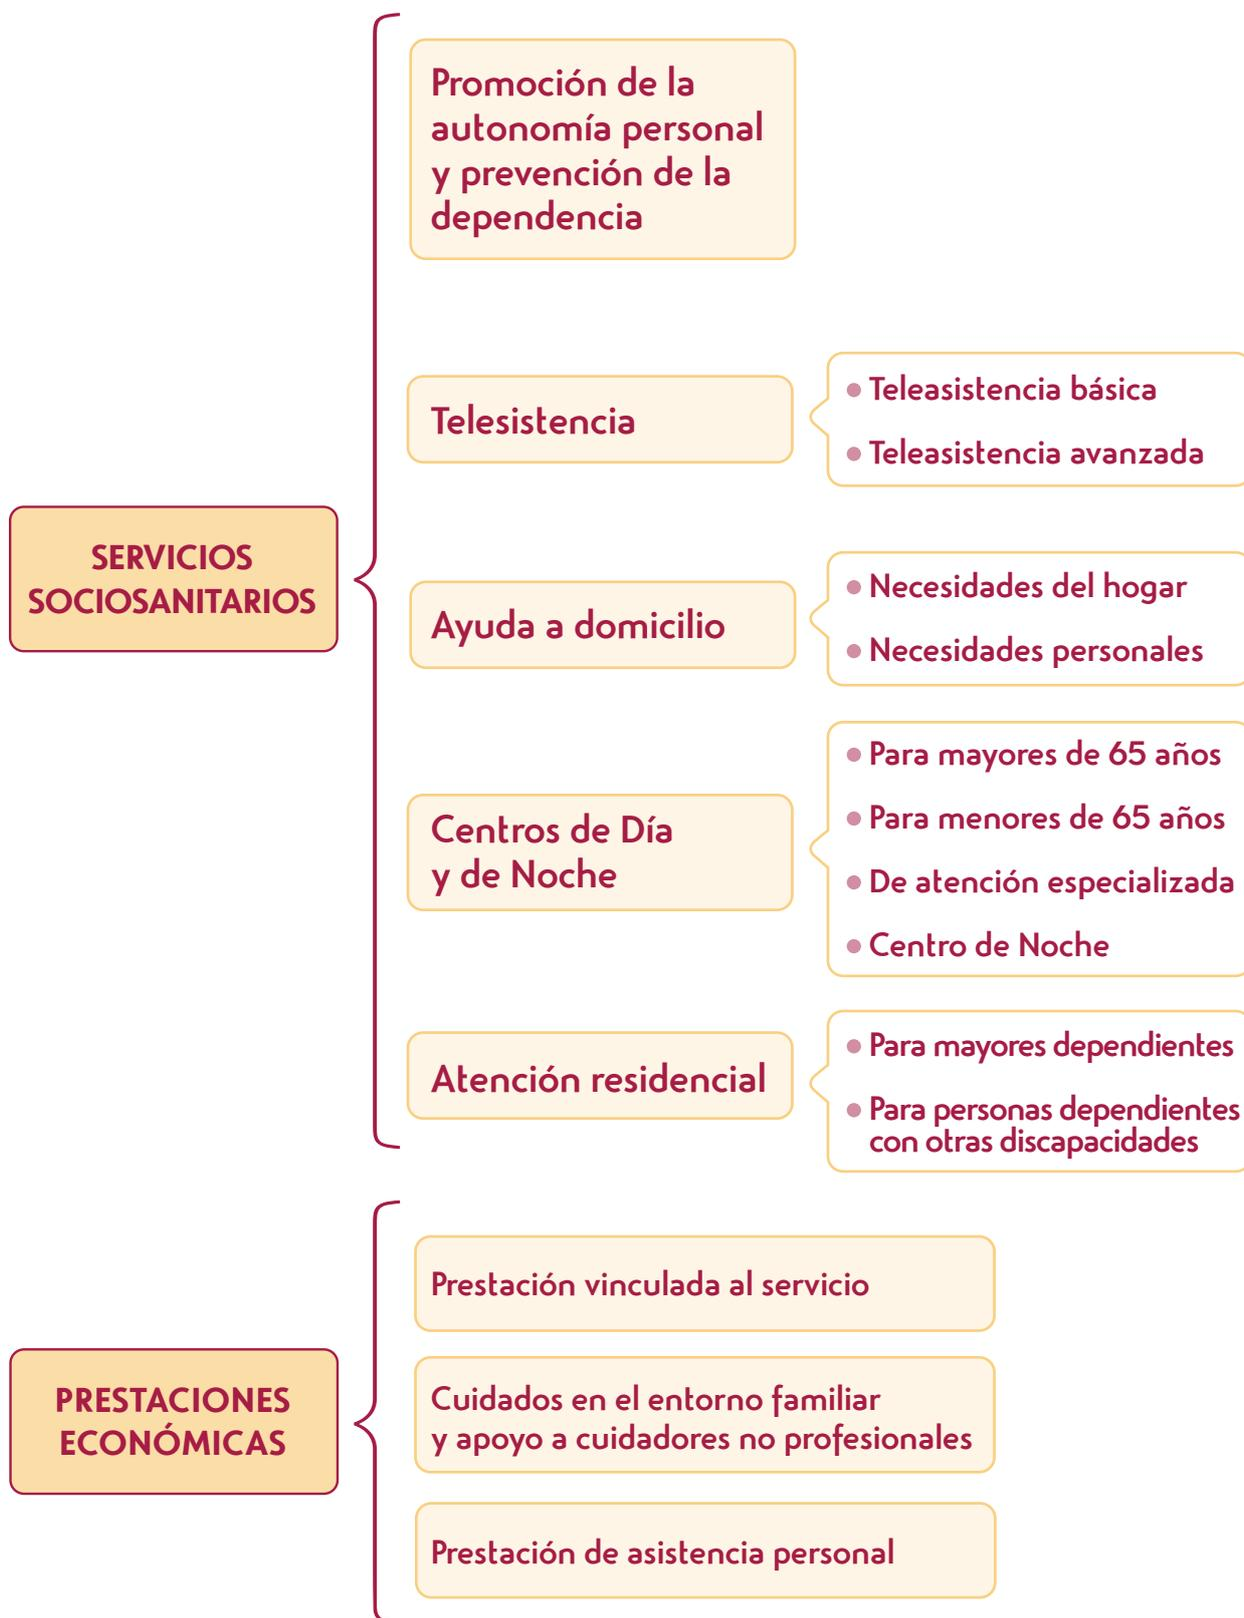 Promoción de la
autonomía personal
y prevención de la
dependencia
Telesistencia
• Teleasistencia básica
• Teleasistencia avanzada
SERVICIOS
SOCIOSANITARIOS
Ayuda a domicilio
• Necesidades del hogar
• Necesidades personales
Centros de Día
y de Noche
• Para mayores de 65 años
• Para menores de 65 años
• De atención especializada
• Centro de Noche
Atención residencial
• Para mayores dependientes
• Para personas dependientes
con otras discapacidades
PRESTACIONES
ECONÓMICAS
Prestación vinculada al servicio
Cuidados en el entorno familiar
y apoyo a cuidadores no profesionales
Prestación de asistencia personal